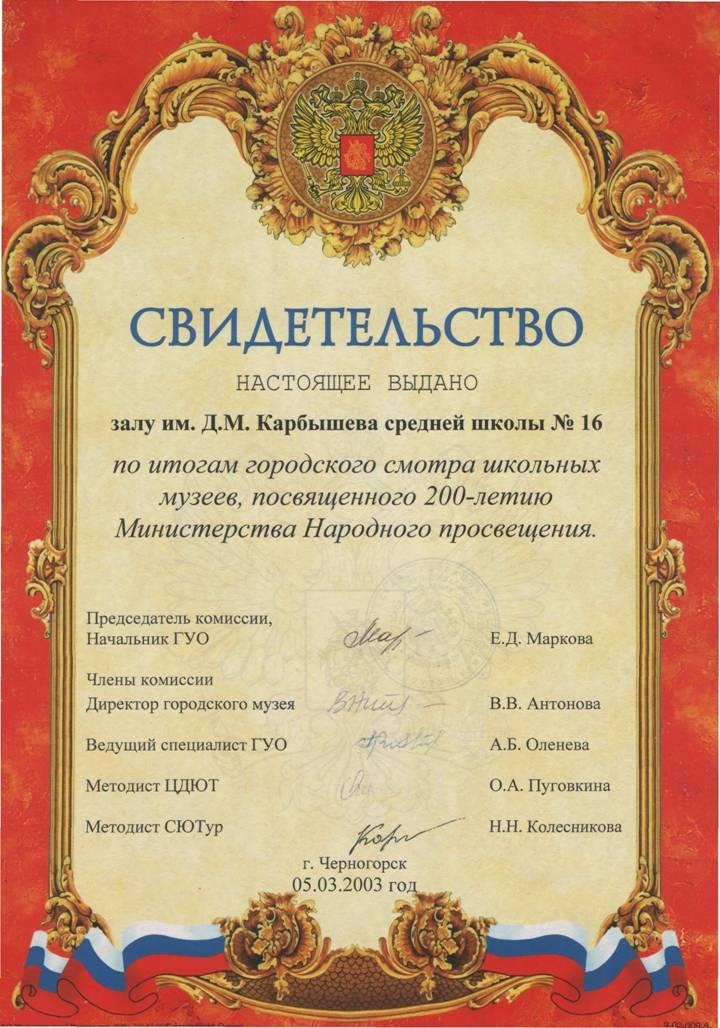 СВИДЕТЕЛЬСТВО
НАСТОЯЩЕЕ ВЫДАНО
залу им. Д.М. Карбышева средней школы № 16
по итогам городского смотра школьных
музеев, посвященного 200-летию
Министерства Народного просвещения.
Председатель комиссии,
Начальник ГУО Е.Д. Маркова
Члены комиссии
Директор городского музея В.В. Антонова
Ведущий специалист ГУО А.Б. Оленева
Методист ЦДЮТ О.А. Пуговкина
Методист СЮТур Н.Н. Колесникова
г. Черногорск
05.03.2003 год